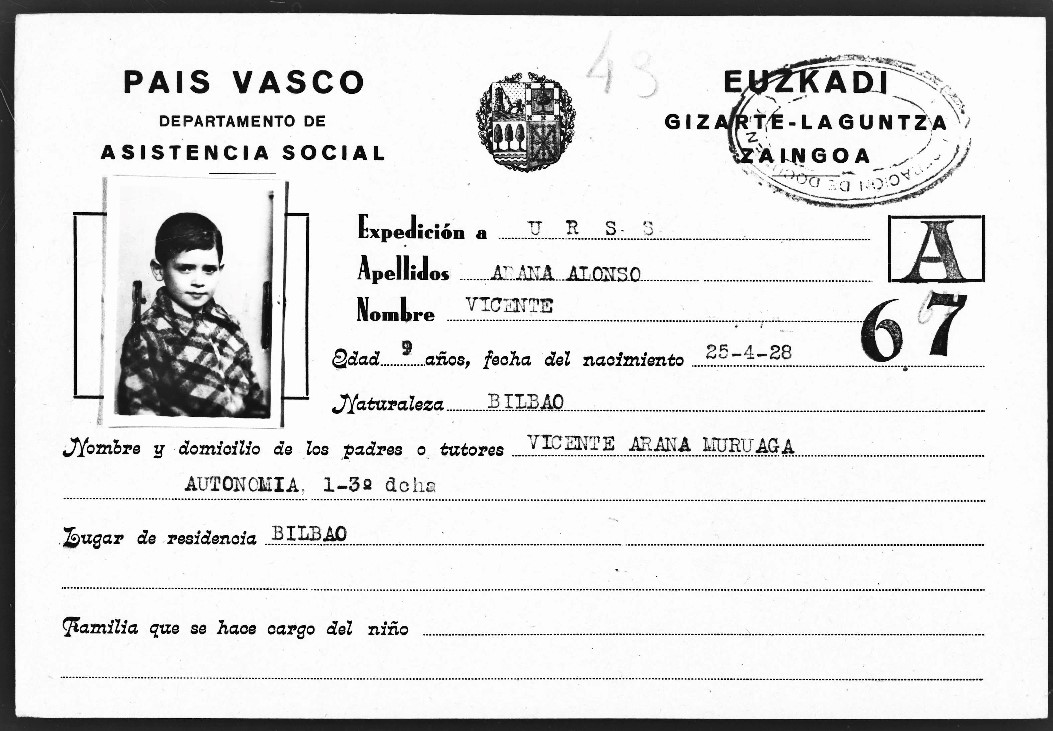 43
PAIS VASCO
DEPARTAMENTO DE
ASISTENCIA SOCIAL
EUZKADI
GIZARTE-LAGUNTZA
ZAINGOA
Expedición a U R S S
A
Apellidos ARANA ALONSO
Nombre VICENTE
67
Edad 9 años, fecha del nacimiento 25-4-28
Naturaleza BILBAO
Nombre y domicilio de los padres o tutores VICENTE ARANA MURUAGA
AUTONOMIA, 1-3º dcha
Lugar de residencia BILBAO
Familia que se hace cargo del niño